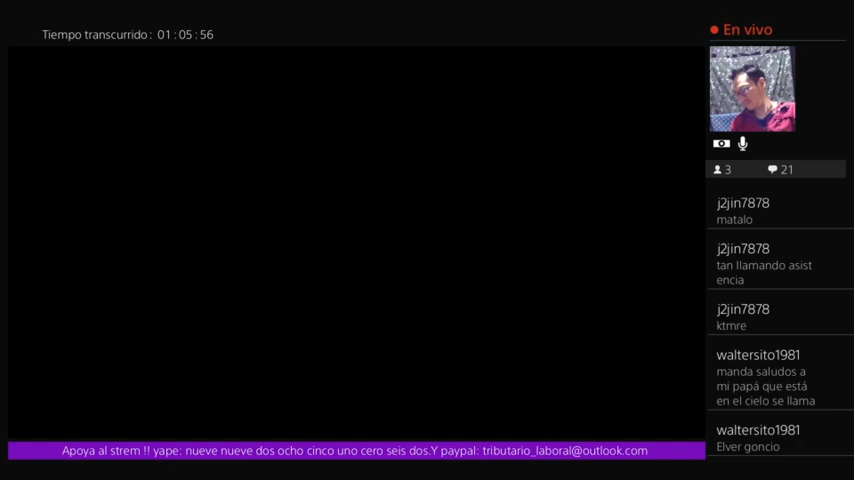 Tiempo transcurrido: 01:05:56
En vivo
3
21
j2jin7878
matalo
j2jin7878
tan llamando asist
encia
j2jin7878
ktmre
waltersito1981
manda saludos a
mi papá que está
en el cielo se llama
waltersito1981
Elver goncio
Apoya al strem !! yape: nueve nueve dos ocho cinco uno cero seis dos.Y paypal: tributario_laboral@outlook.com